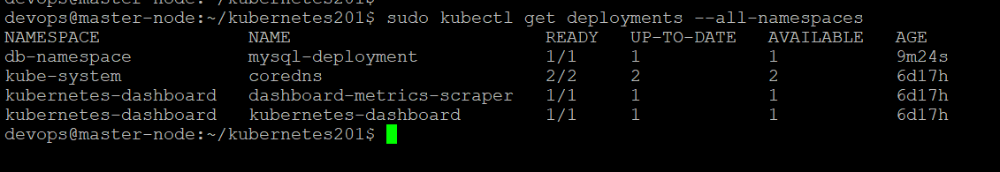 devops@master-node:~/kubernetes201$
devops@master-node:~/kubernetes201$ sudo kubectl get deployments --all-namespaces
NAMESPACE NAME READY UP-TO-DATE AVAILABLE AGE
db-namespace mysql-deployment 1/1 1 1 9m24s
kube-system coredns 2/2 2 2 6d17h
kubernetes-dashboard dashboard-metrics-scraper 1/1 1 1 6d17h
kubernetes-dashboard kubernetes-dashboard 1/1 1 1 6d17h
devops@master-node:~/kubernetes201$